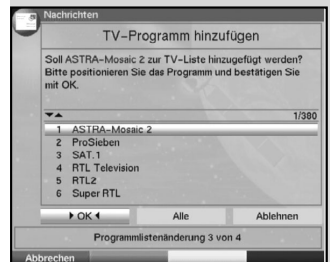 Nachrichten
TV-Programm hinzufügen
Soll ASTRA-Mosaic 2 zur TV-Liste hinzugefügt werden?
Bitte positionieren Sie das Programm und bestätigen Sie
mit OK.
1/380
1 ASTRA-Mosaic 2
2 ProSieben
3 SAT.1
4 RTL Television
5 RTL2
6 Super RTL
OK Alle Ablehnen
Programmlistenänderung 3 von 4
Abbrechen